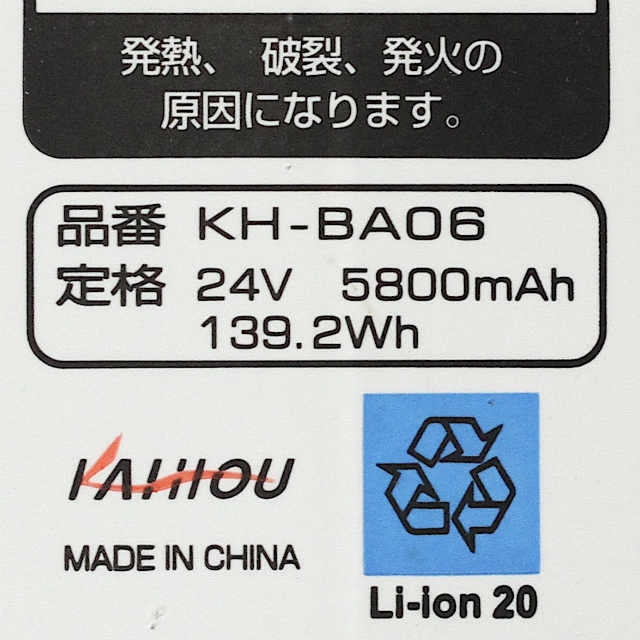 発熱、破裂、発火の
原因になります。
品番 KH-BA06
定格 24V 5800mAh
139.2Wh
KAIHOU
MADE IN CHINA
Li-ion 20